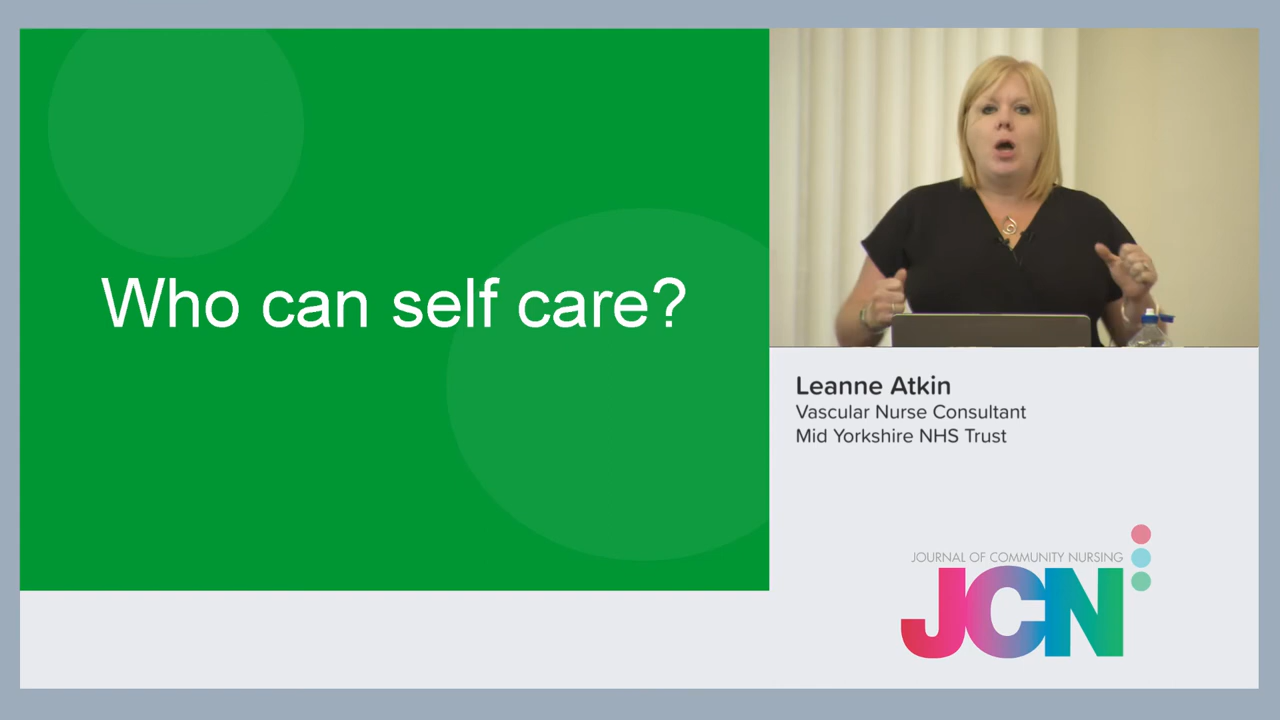 Who can self care?
Leanne Atkin
Vascular Nurse Consultant
Mid Yorkshire NHS Trust
JOURNAL OF COMMUNITY NURSING
JCN